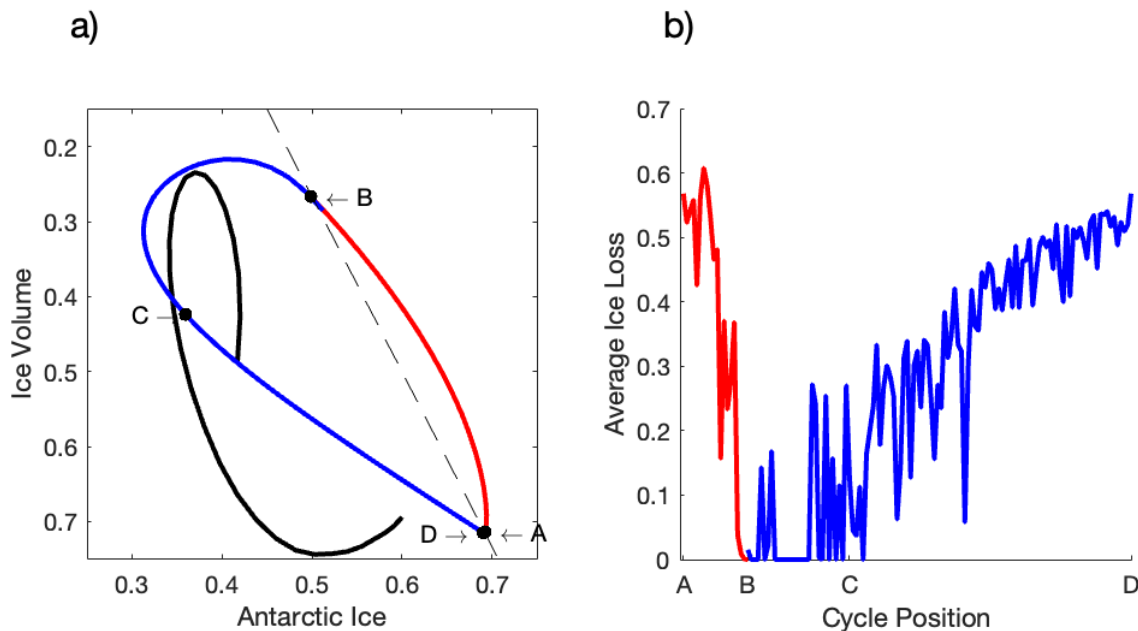 a)
Ice Volume
0.2
0.3
0.4
0.5
0.6
0.7
← B
C →
D →
← A
0.3 0.4 0.5 0.6 0.7
Antarctic Ice
b)
Average Ice Loss
0.7
0.6
0.5
0.4
0.3
0.2
0.1
0
A B C D
Cycle Position